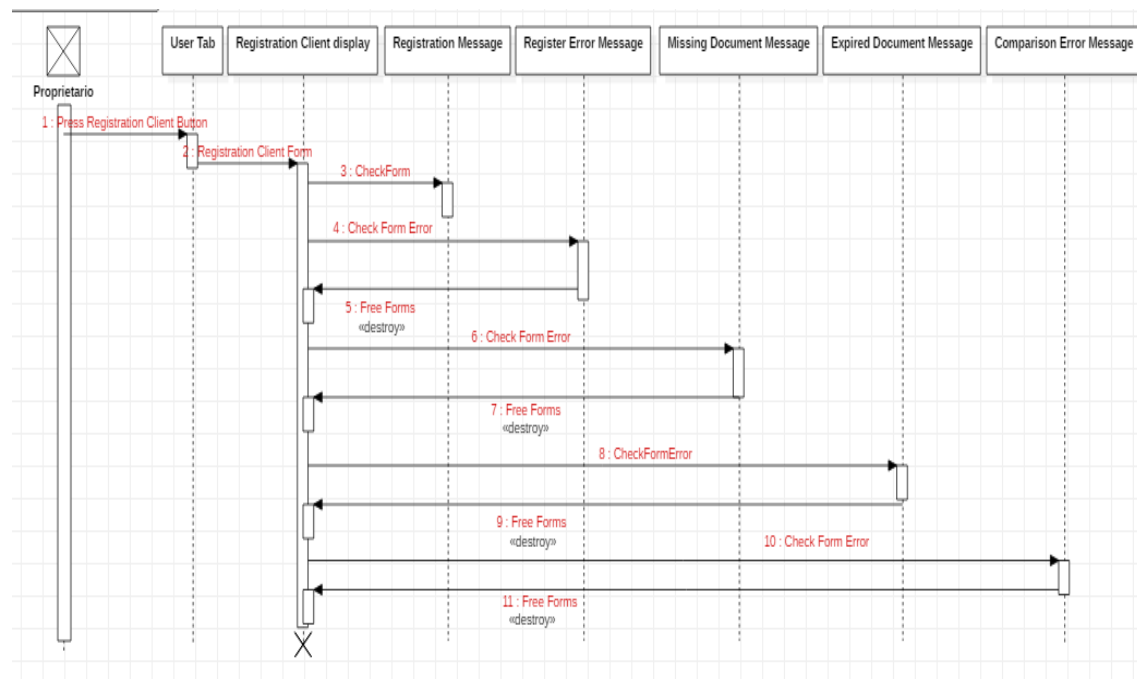 User Tab
Registration Client display
Registration Message
Register Error Message
Missing Document Message
Expired Document Message
Comparison Error Message
Proprietario
1 : Press Registration Client Button
2 : Registration Client Form
3 : CheckForm
4 : Check Form Error
5 : Free Forms
«destroy»
6 : Check Form Error
7 : Free Forms
«destroy»
8 : CheckFormError
9 : Free Forms
«destroy»
10 : Check Form Error
11 : Free Forms
«destroy»